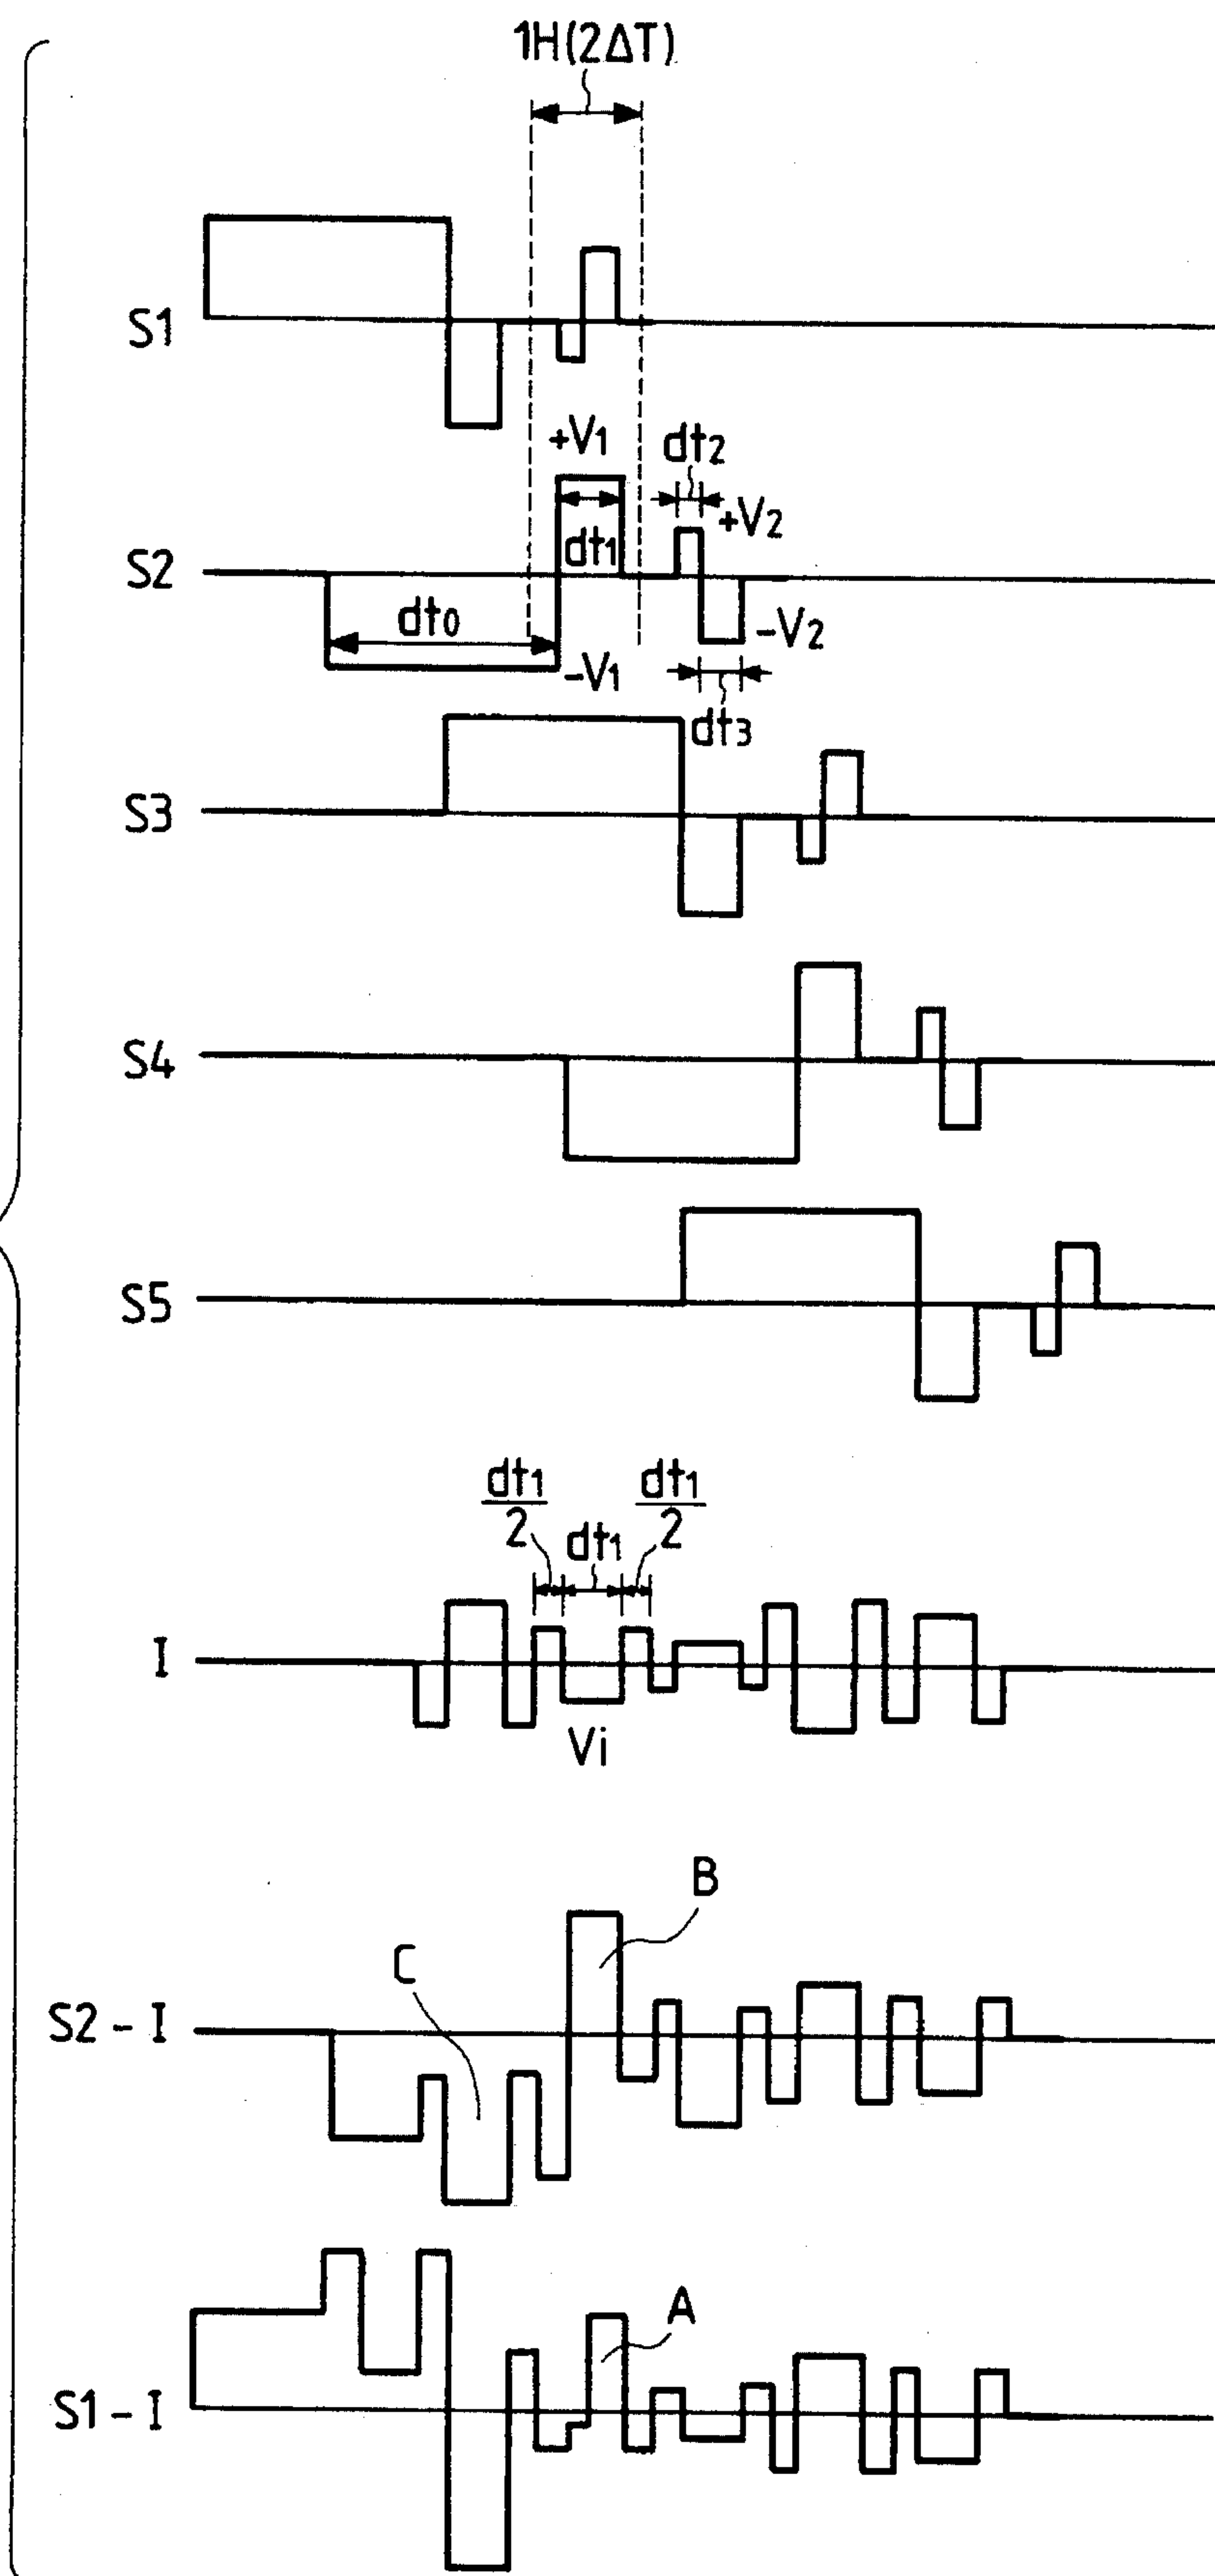 1H(2ΔT)
S1
+V1
dt2
+V2
dt1
S2
dt0
-V2
-V1
dt3
S3
S4
S5
dt1/2
dt1/2
dt1
I
Vi
B
C
S2-I
A
S1-I